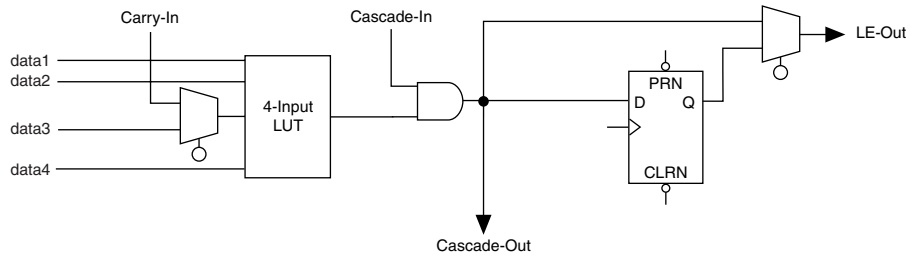 Carry-In
Cascade-In
LE-Out
data1
data2
PRN
4-Input
LUT
D
Q
data3
data4
CLRN
Cascade-Out